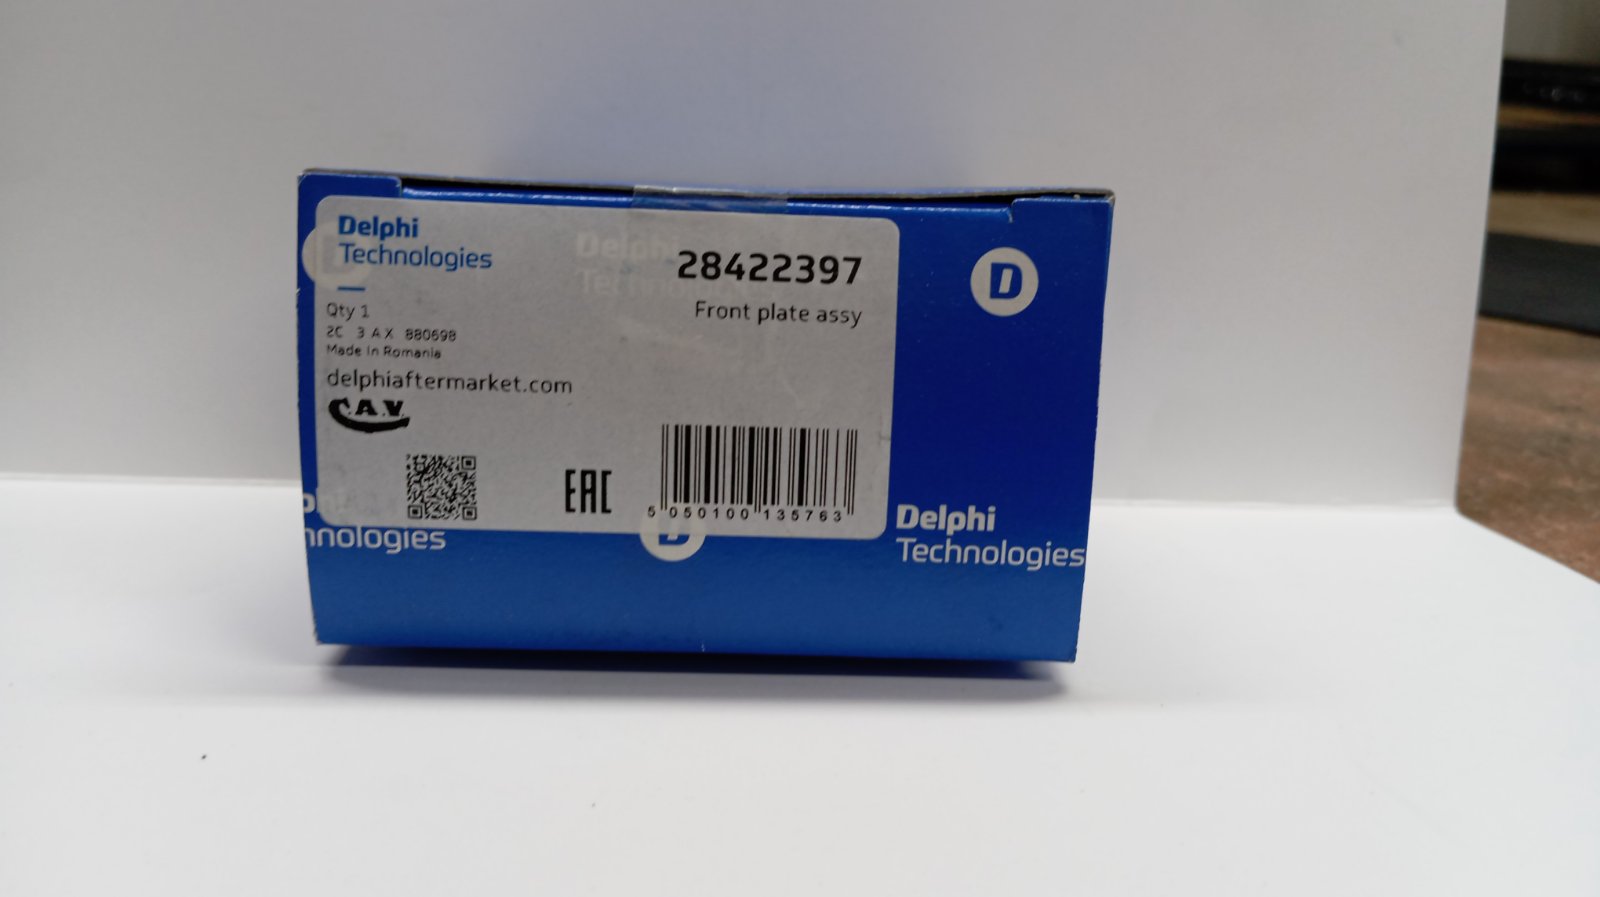 Delphi
Technologies
28422397
Front plate assy
Qty 1
2C 3 A X 880698
Made in Romania
delphiaftermarket.com
C.A.V.
EAC
5 050100 135763
D
Delphi
Technologies
nnologies
Delphi
D